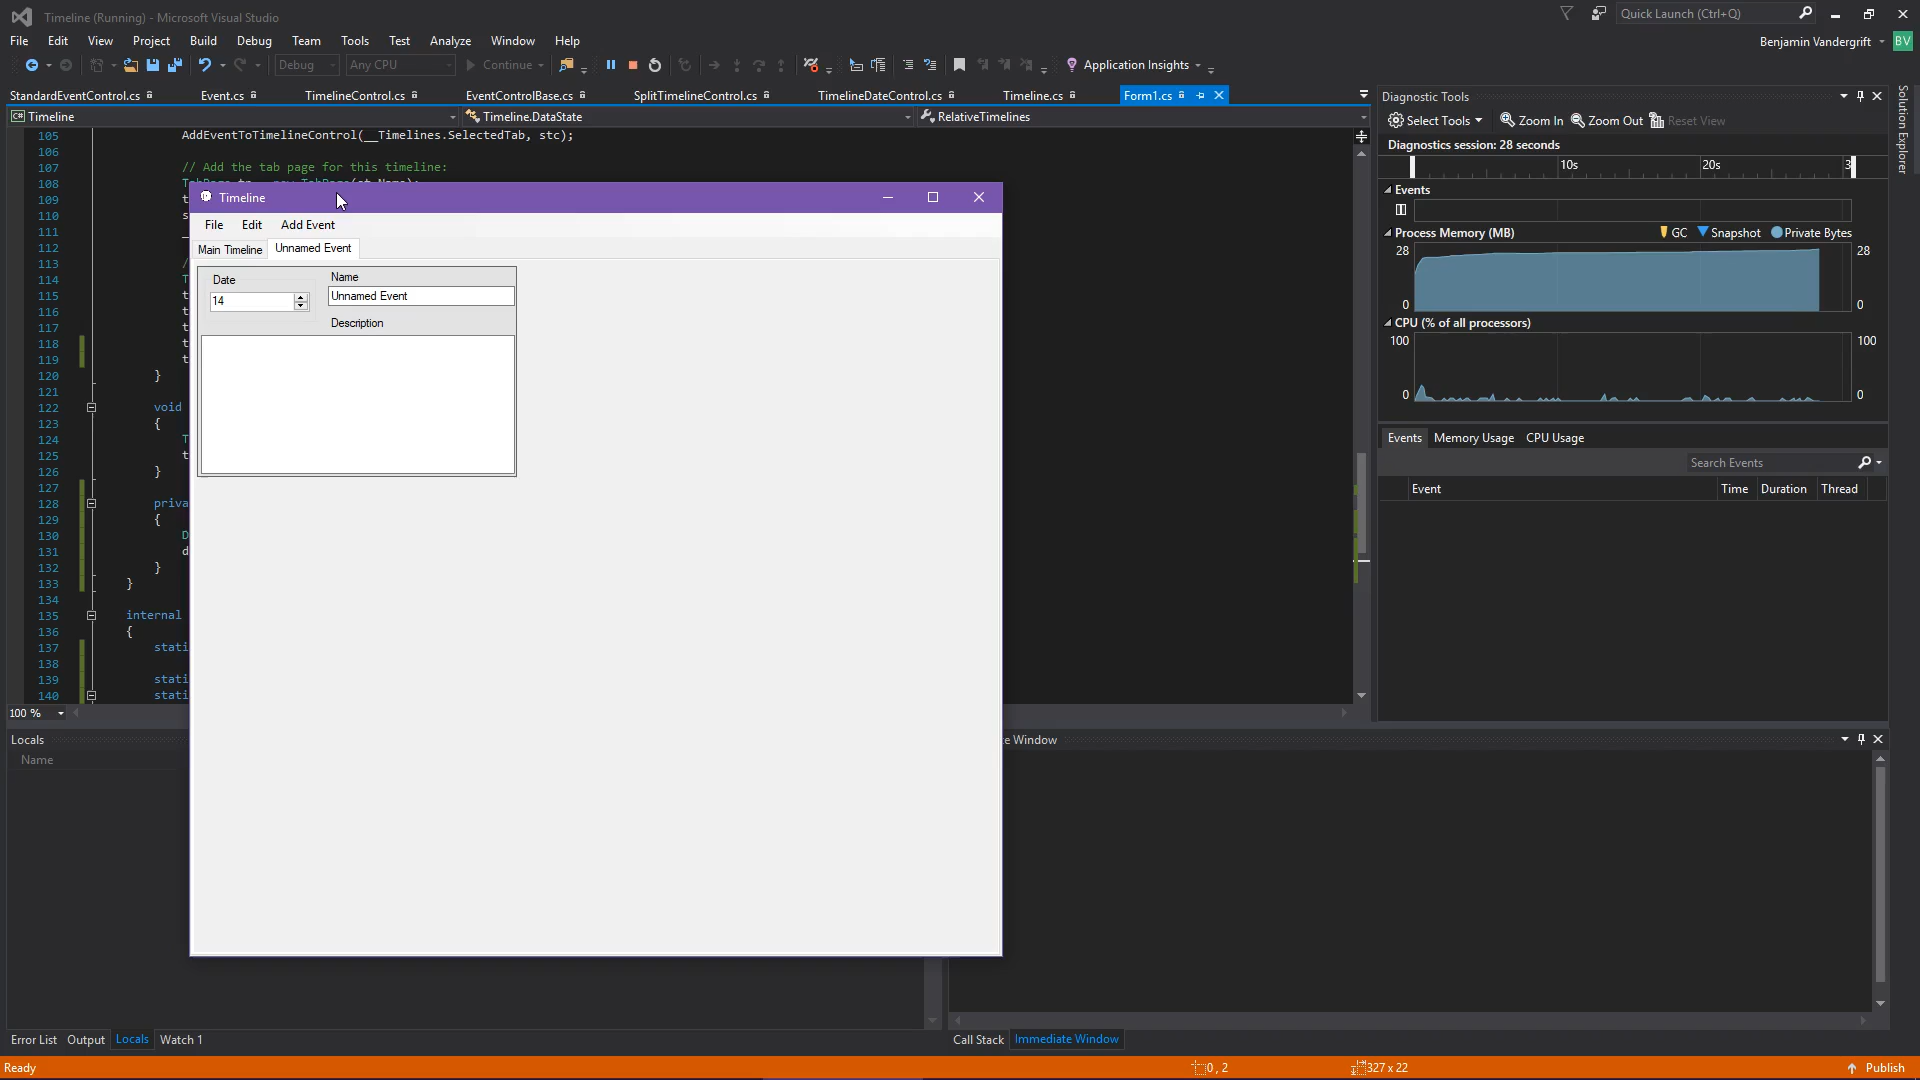 Timeline (Running) - Microsoft Visual Studio
Quick Launch (Ctrl+Q)
File Edit View Project Build Debug Team Tools Test Analyze Window Help
Benjamin Vandergrift BV
Debug Any CPU Continue Application Insights
StandardEventControl.cs Event.cs TimelineControl.cs EventControlBase.cs SplitTimelineControl.cs TimelineDateControl.cs Timeline.cs Form1.cs
C# Timeline Timeline.DataState RelativeTimelines
105 AddEventToTimelineControl(__Timelines.SelectedTab, stc);
106
107 // Add the tab page for this timeline:
108
109 t
110 s
111
112
113 /
114 T
115 t
116 t
117 t
118 t
119 t
120 }
121
122 void
123 {
124 T
125 t
126 }
127
128 priva
129 {
130 D
131 d
132 }
133 }
134
135 internal
136 {
137 stati
138
139 stati
140 stati
100 %
Timeline
File Edit Add Event
Main Timeline Unnamed Event
Date
14
Name
Unnamed Event
Description
Diagnostic Tools
Select Tools Zoom In Zoom Out Reset View
Diagnostics session: 28 seconds
10s 20s 3
Events
Process Memory (MB) GC Snapshot Private Bytes
28 28
0 0
CPU (% of all processors)
100 100
0 0
Events Memory Usage CPU Usage
Search Events
Event Time Duration Thread
Solution Explorer
Locals
Name
e Window
Error List Output Locals Watch 1
Call Stack Immediate Window
Ready 0 , 2 327 x 22 Publish